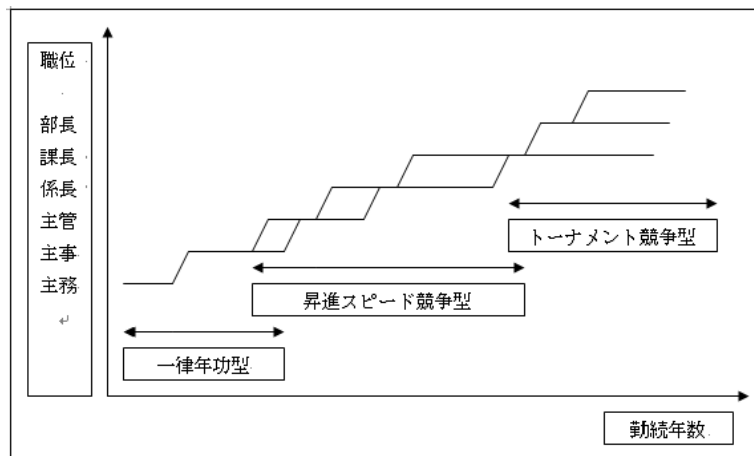 職位
部長
課長
係長
主管
主事
主務
トーナメント競争型
昇進スピード競争型
一律年功型
勤続年数